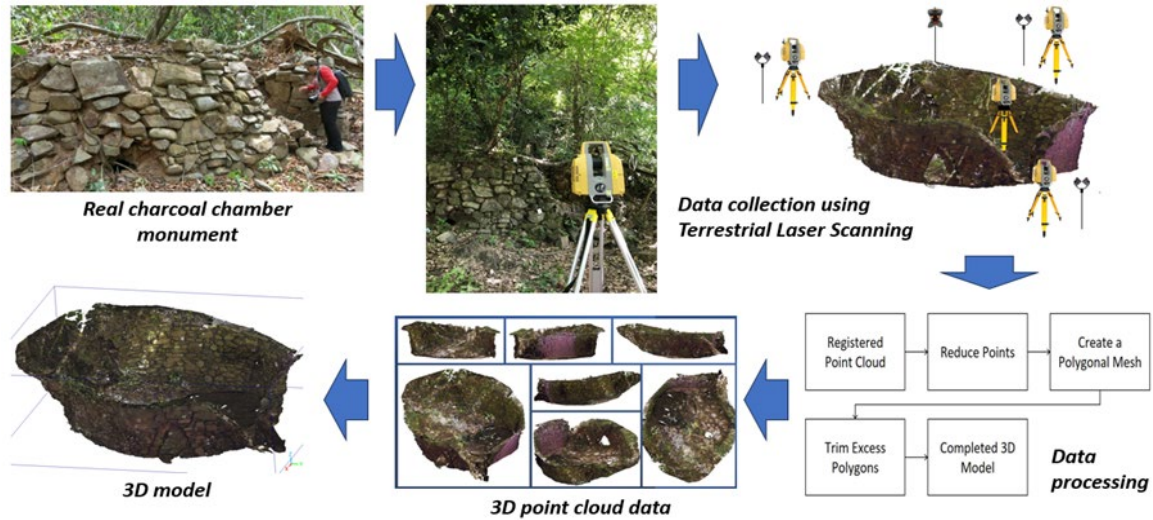 Real charcoal chamber
monument
Data collection using
Terrestrial Laser Scanning
Registered
Point Cloud
Reduce Points
Create a
Polygonal Mesh
Trim Excess
Polygons
Completed 3D
Model
Data
processing
3D point cloud data
3D model